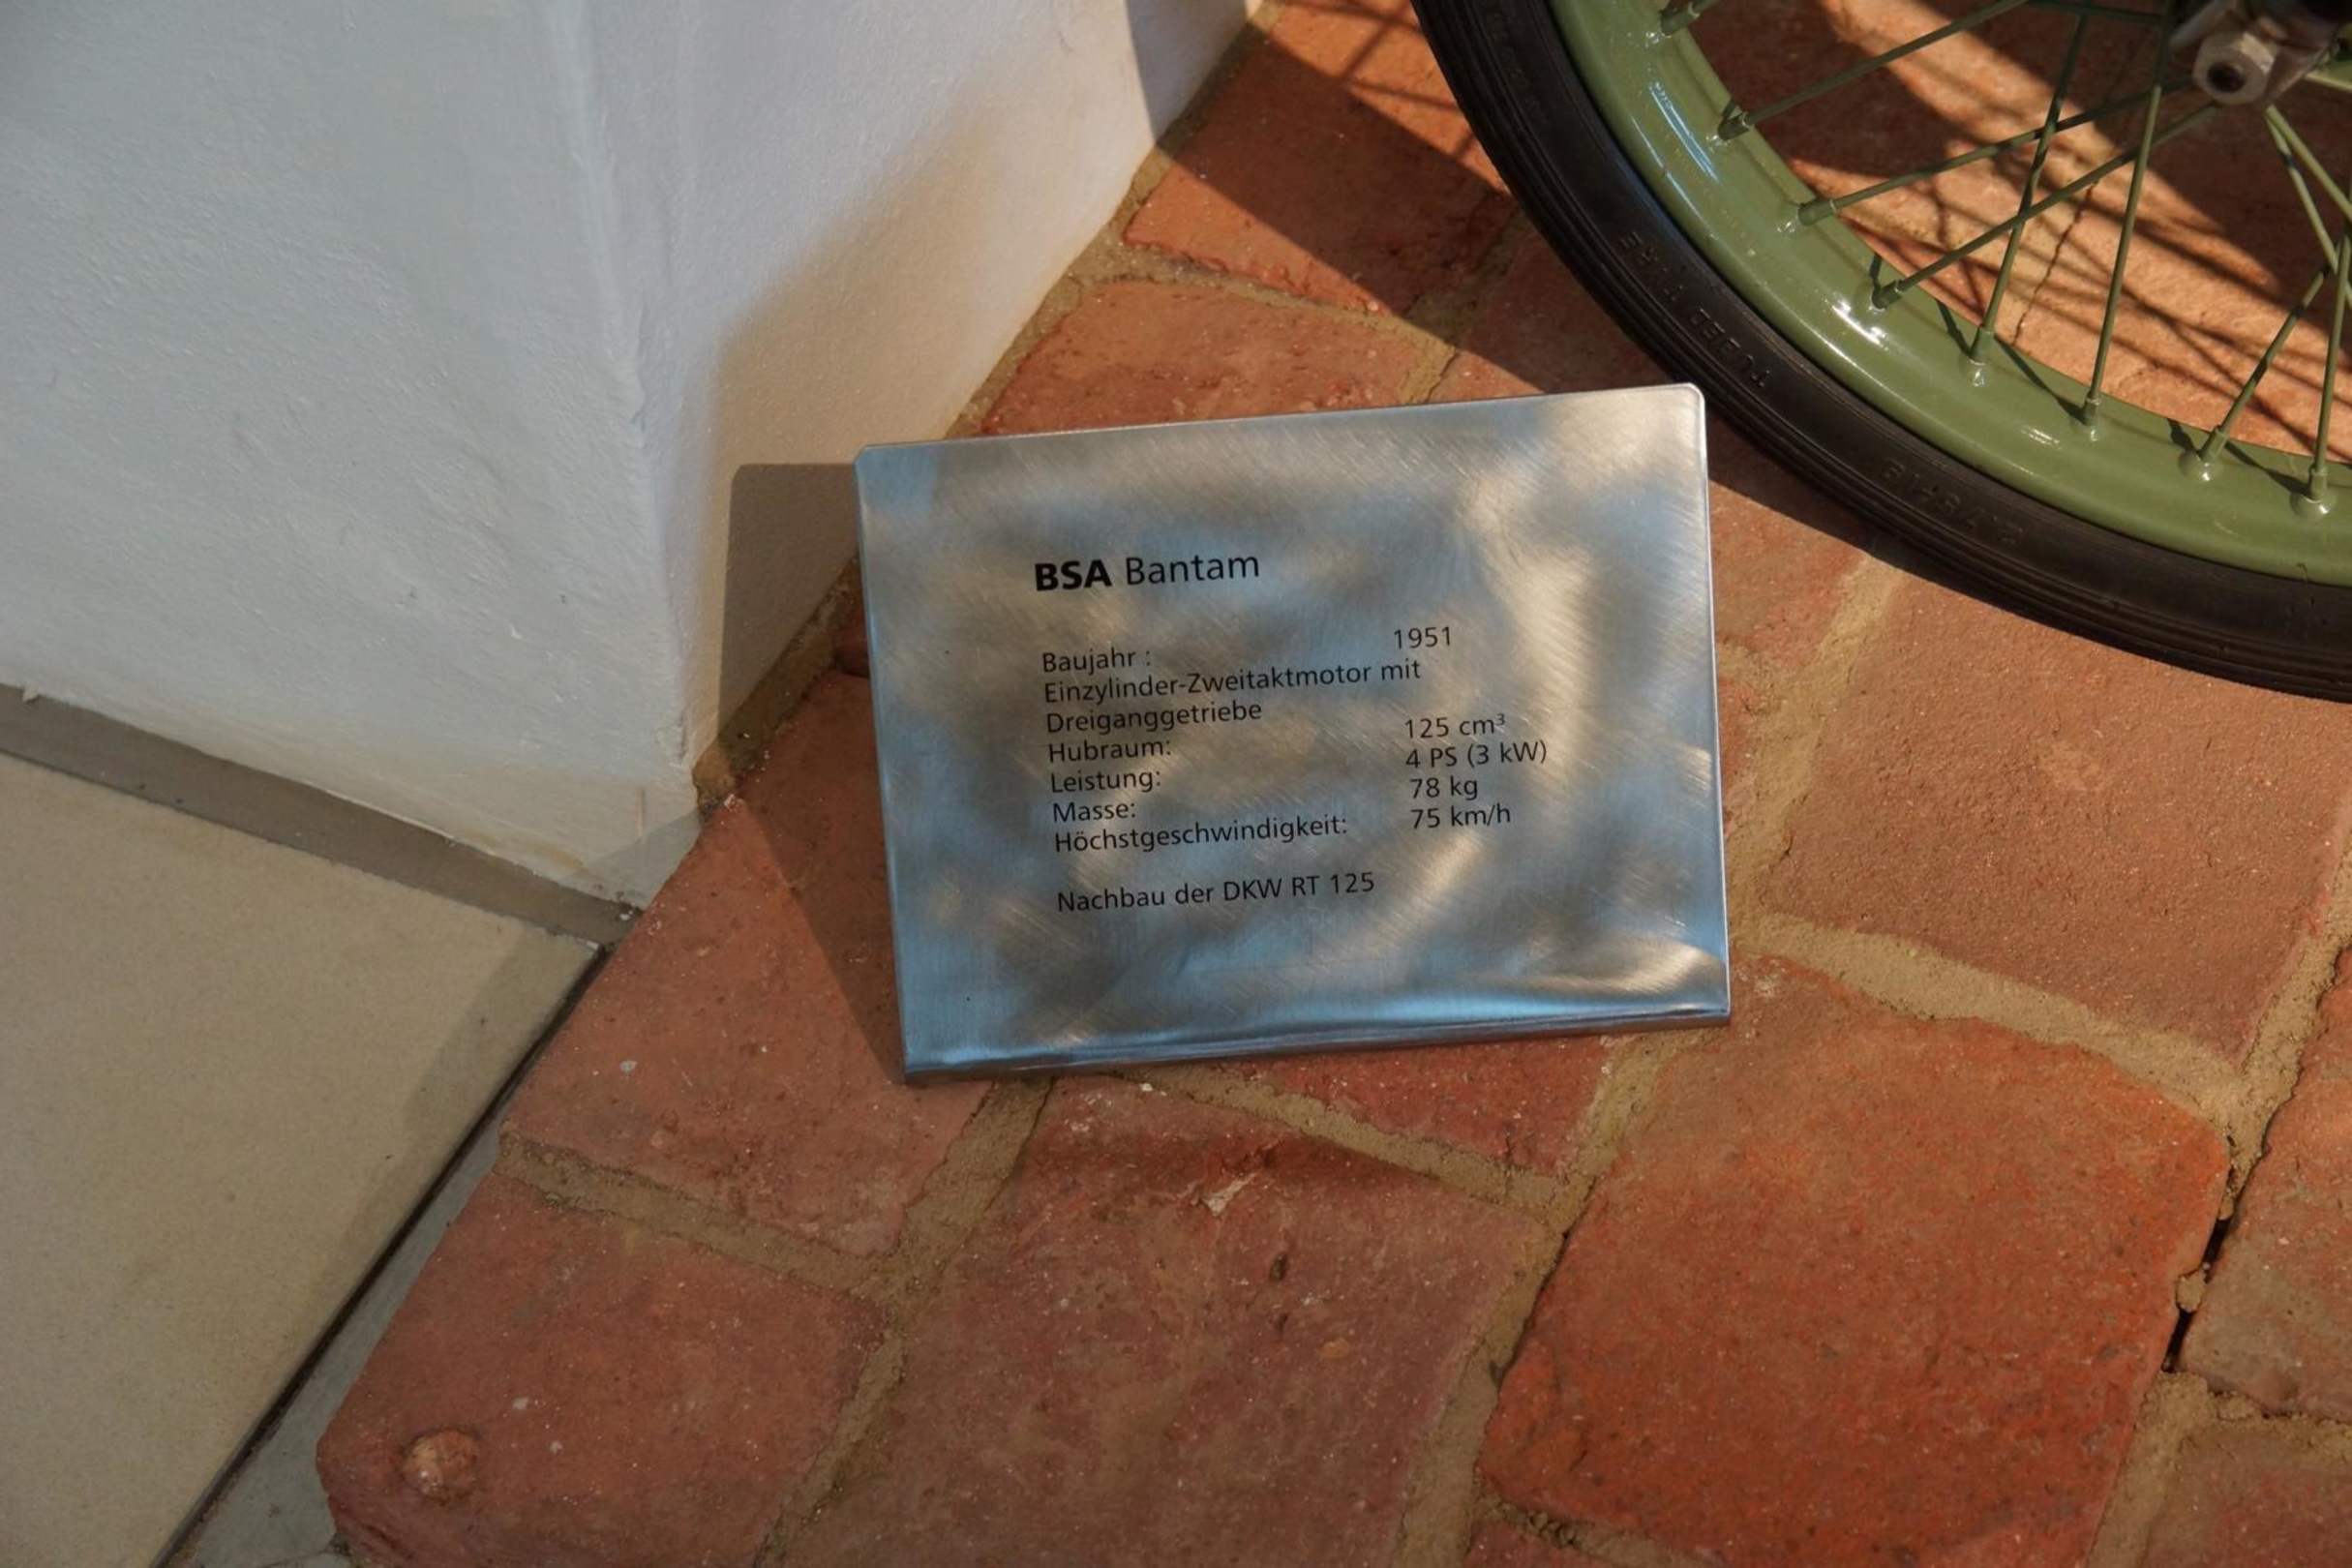 BSA Bantam
Baujahr : 1951
Einzylinder-Zweitaktmotor mit
Dreiganggetriebe
Hubraum: 125 cm³
Leistung: 4 PS (3 kW)
Masse: 78 kg
Höchstgeschwindigkeit: 75 km/h
Nachbau der DKW RT 125